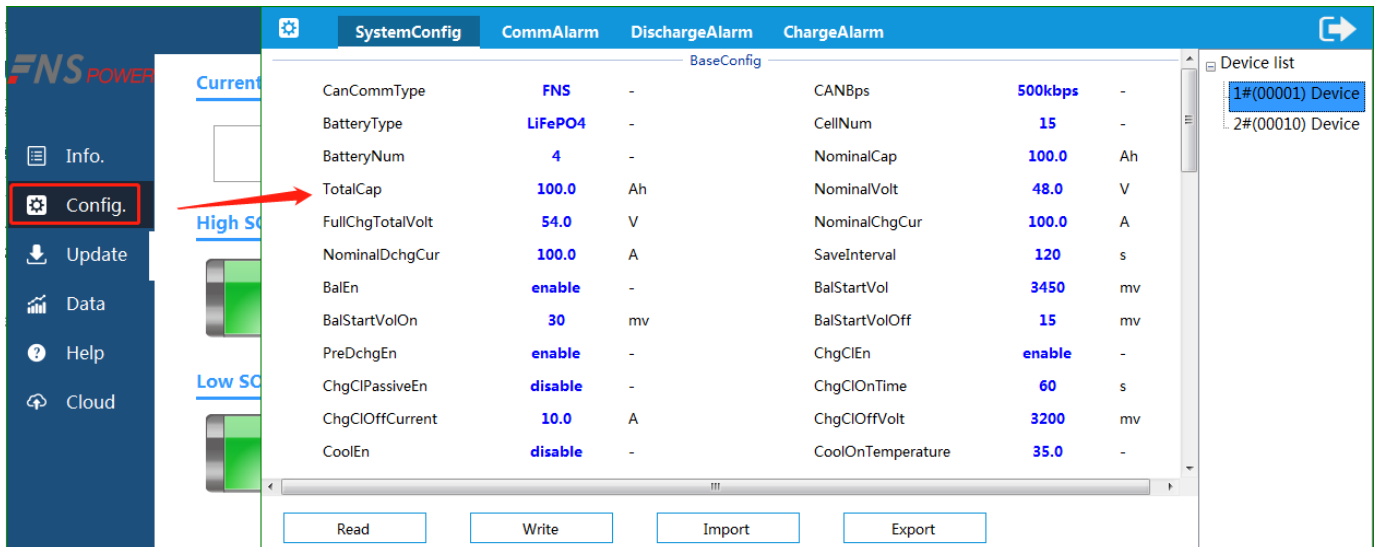 SystemConfig CommAlarm DischargeAlarm ChargeAlarm
FNS POWER
Info.
Config.
Update
Data
Help
Cloud
Current
High SO
Low SO
BaseConfig
CanCommType FNS - CANBps 500kbps -
BatteryType LiFePO4 - CellNum 15 -
BatteryNum 4 - NominalCap 100.0 Ah
TotalCap 100.0 Ah NominalVolt 48.0 V
FullChgTotalVolt 54.0 V NominalChgCur 100.0 A
NominalDchgCur 100.0 A SaveInterval 120 s
BalEn enable - BalStartVol 3450 mv
BalStartVolOn 30 mv BalStartVolOff 15 mv
PreDchgEn enable - ChgClEn enable -
ChgClPassiveEn disable - ChgClOnTime 60 s
ChgClOffCurrent 10.0 A ChgClOffVolt 3200 mv
CoolEn disable - CoolOnTemperature 35.0 -
Read Write Import Export
Device list
1#(00001) Device
2#(00010) Device